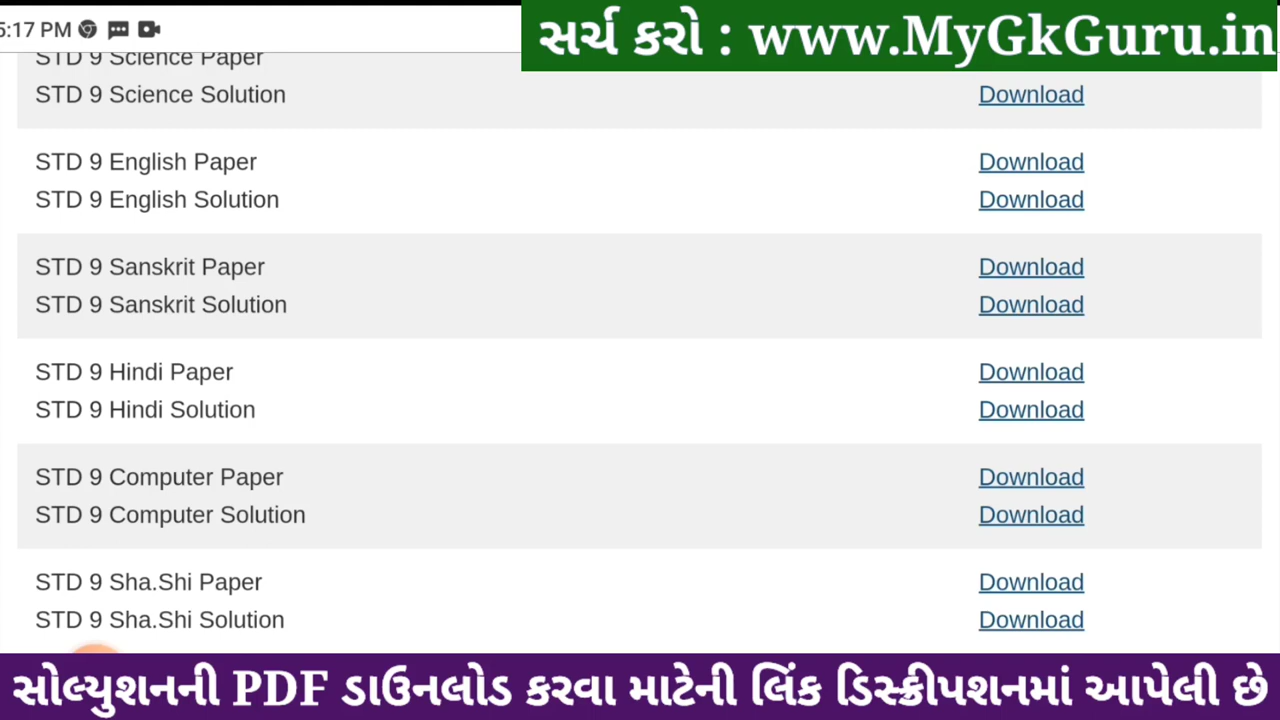 5:17 PM
સર્ચ કરો : www.MyGkGuru.in
STD 9 Science Paper
STD 9 Science Solution Download
STD 9 English Paper Download
STD 9 English Solution Download
STD 9 Sanskrit Paper Download
STD 9 Sanskrit Solution Download
STD 9 Hindi Paper Download
STD 9 Hindi Solution Download
STD 9 Computer Paper Download
STD 9 Computer Solution Download
STD 9 Sha.Shi Paper Download
STD 9 Sha.Shi Solution Download
સોલ્યુશનની PDF ડાઉનલોડ કરવા માટેની લિંક ડિસ્ક્રીપશનમાં આપેલી છે